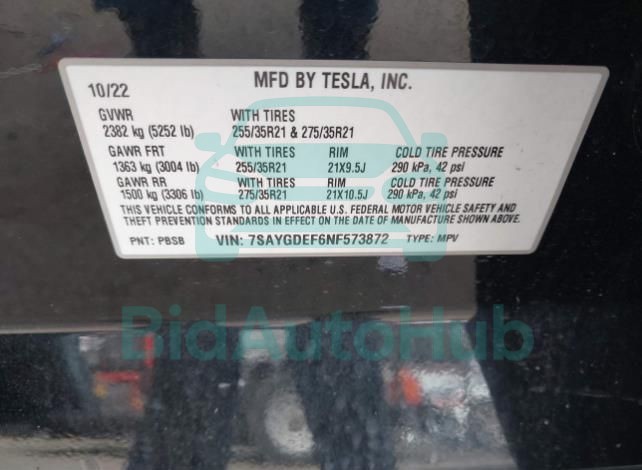 10/22 MFD BY TESLA, INC.
GVWR WITH TIRES
2382 kg (5252 lb) 255/35R21 & 275/35R21
GAWR FRT WITH TIRES RIM COLD TIRE PRESSURE
1363 kg (3004 lb) 255/35R21 21X9.5J 290 kPa, 42 psi
GAWR RR WITH TIRES RIM COLD TIRE PRESSURE
1500 kg (3306 lb) 275/35R21 21X10.5J 290 kPa, 42 psi
THIS VEHICLE CONFORMS TO ALL APPLICABLE U.S. FEDERAL MOTOR VEHICLE SAFETY AND
THEFT PREVENTION STANDARDS IN EFFECT ON THE DATE OF MANUFACTURE SHOWN ABOVE.
PNT: PBSB VIN: 7SAYGDEF6NF573872 TYPE: MPV
BidAutoHub